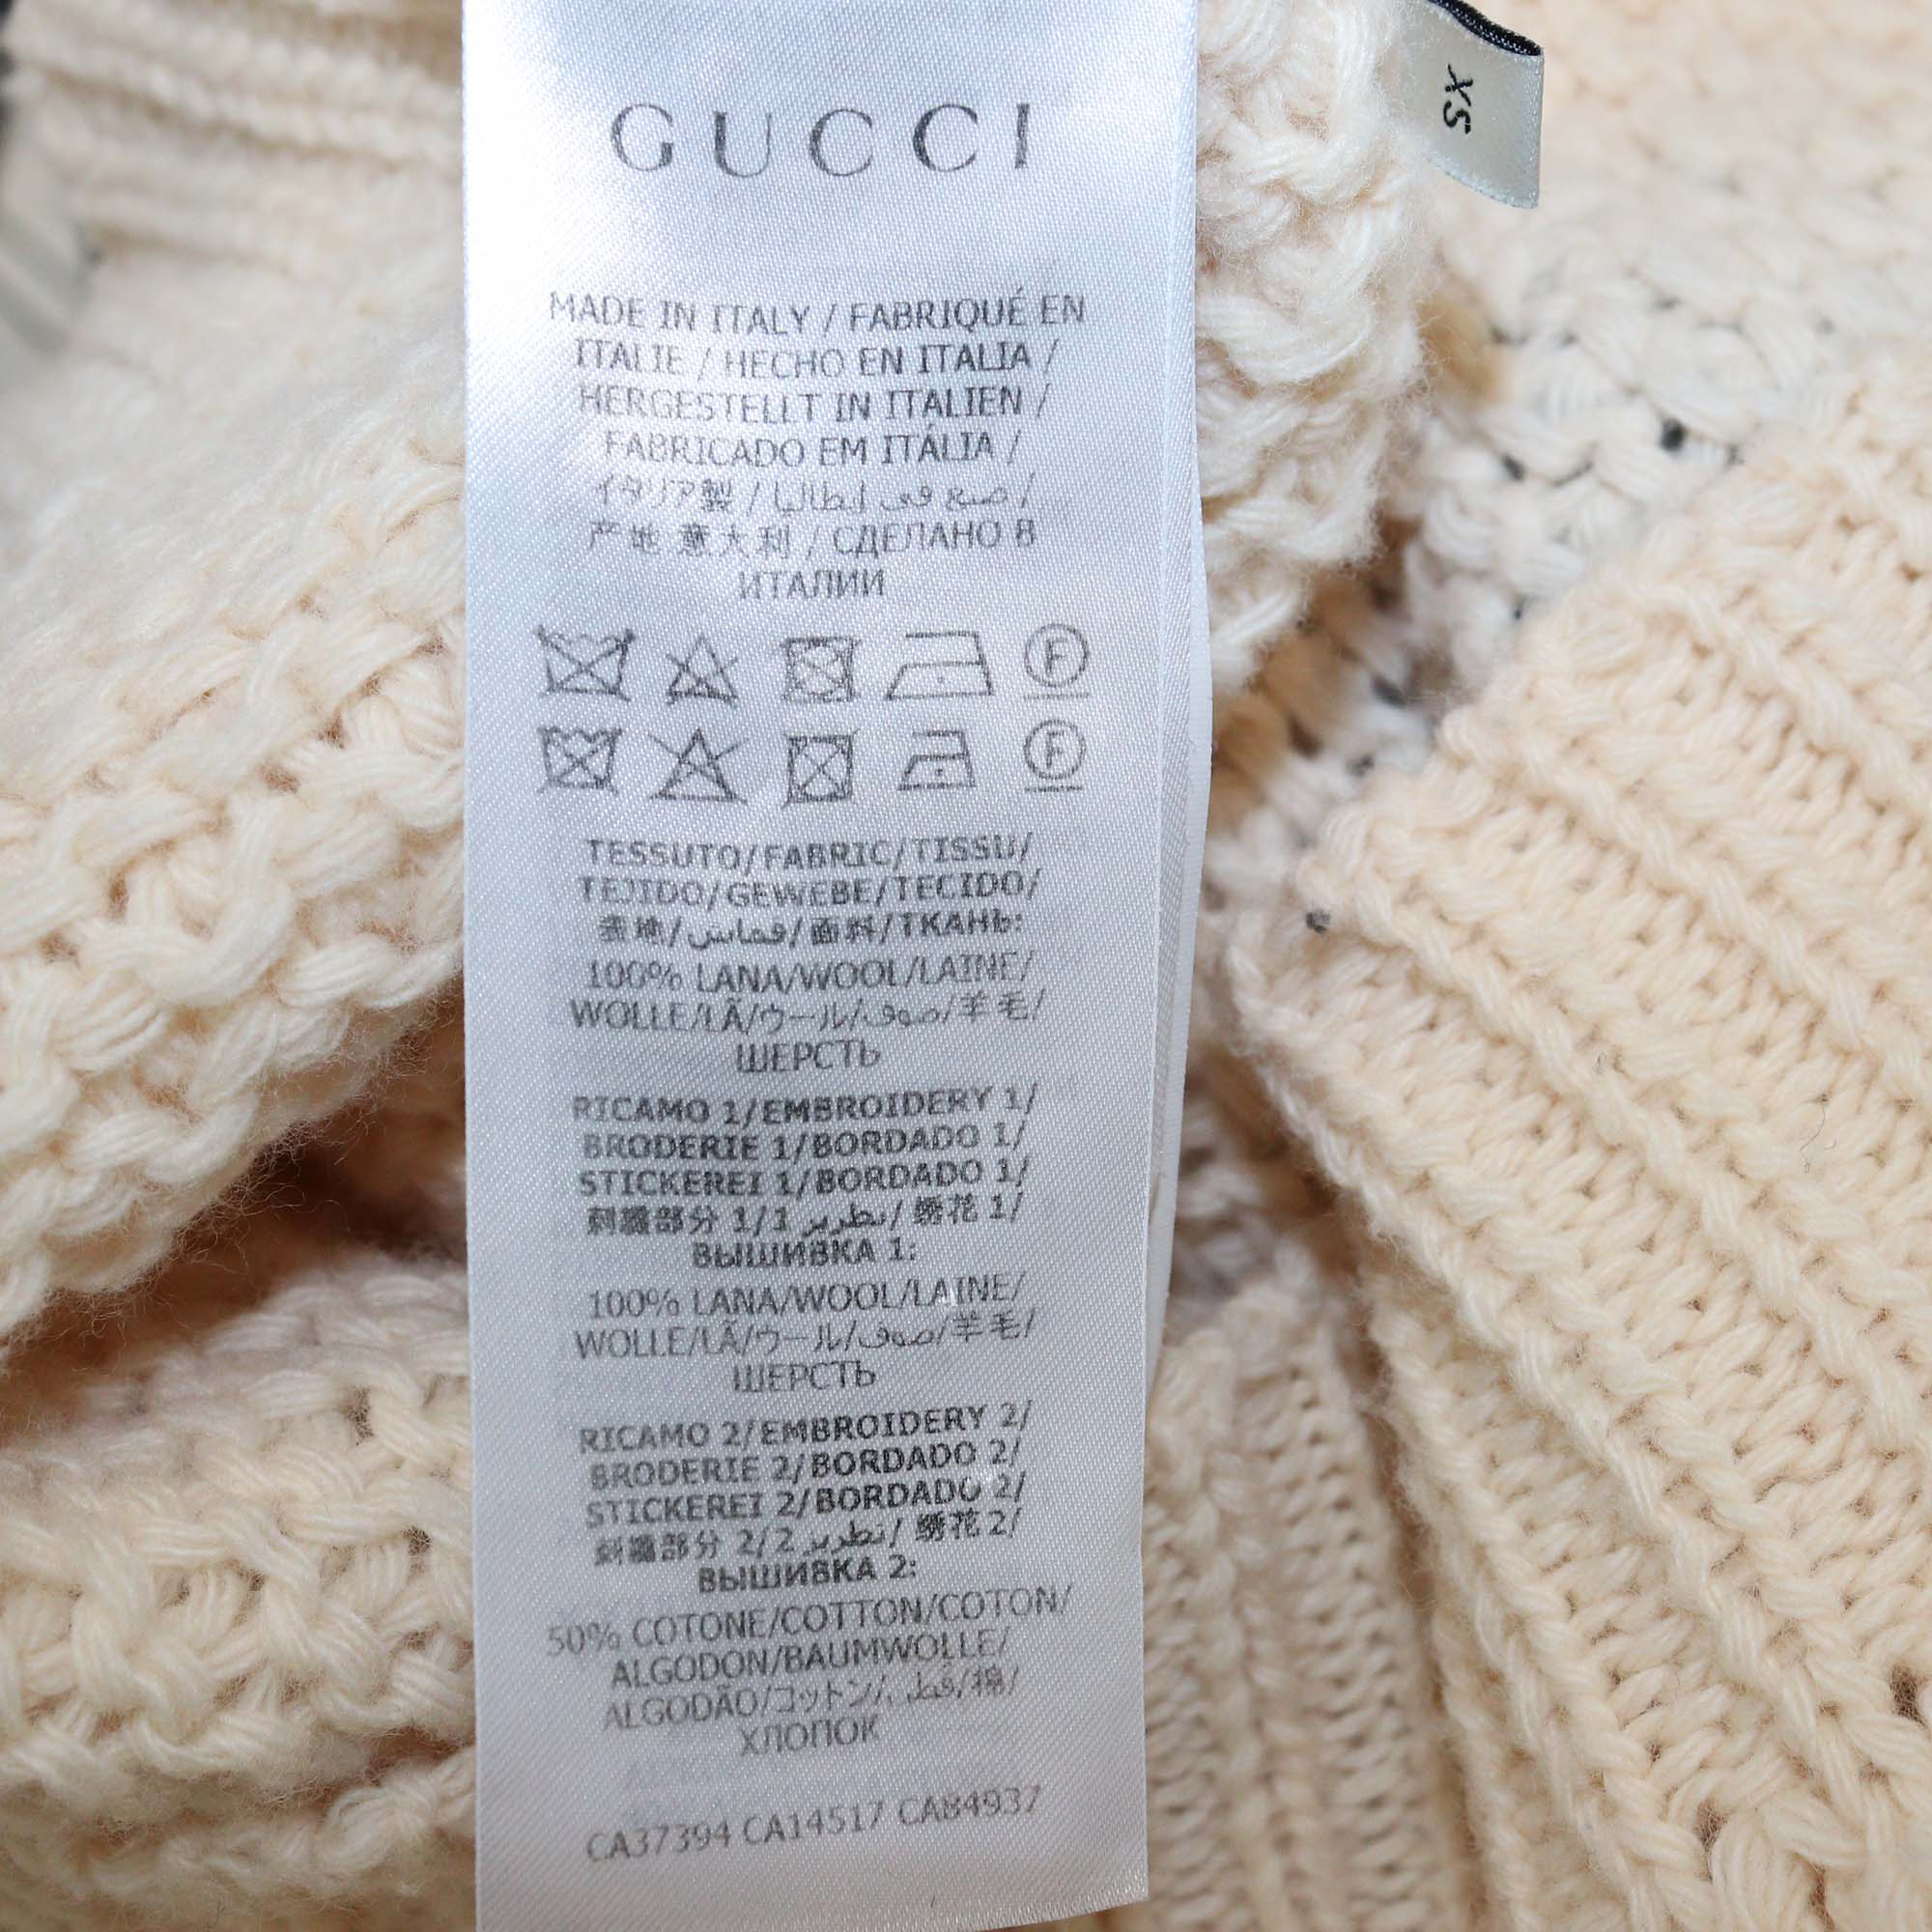 GUCCI
XS
MADE IN ITALY / FABRIQUÉ EN
ITALIE / HECHO EN ITALIA /
HERGESTELLT IN ITALIEN /
FABRICADO EM ITÁLIA /
イタリア製 / صنع في إيطاليا /
产地 意大利 / СДЕЛАНО В
ИТАЛИИ
F
F
TESSUTO/FABRIC/TISSU/
TEJIDO/GEWEBE/TECIDO/
表地/قماش/面料/ТКАНЬ:
100% LANA/WOOL/LAINE/
WOLLE/LÃ/ウール/صوف/羊毛/
ШЕРСТЬ
RICAMO 1/EMBROIDERY 1/
BRODERIE 1/BORDADO 1/
STICKEREI 1/BORDADO 1/
刺繍部分 1/1 تطريز/ 绣花 1/
ВЫШИВКА 1:
100% LANA/WOOL/LAINE/
WOLLE/LÃ/ウール/صوف/羊毛/
ШЕРСТЬ
RICAMO 2/EMBROIDERY 2/
BRODERIE 2/BORDADO 2/
STICKEREI 2/BORDADO 2/
刺繍部分 2/2 تطريز/ 绣花 2/
ВЫШИВКА 2:
50% COTONE/COTTON/COTON/
ALGODON/BAUMWOLLE/
ALGODÃO/コットン/قطن/棉/
ХЛОПОК
CA37394 CA14517 CA84937